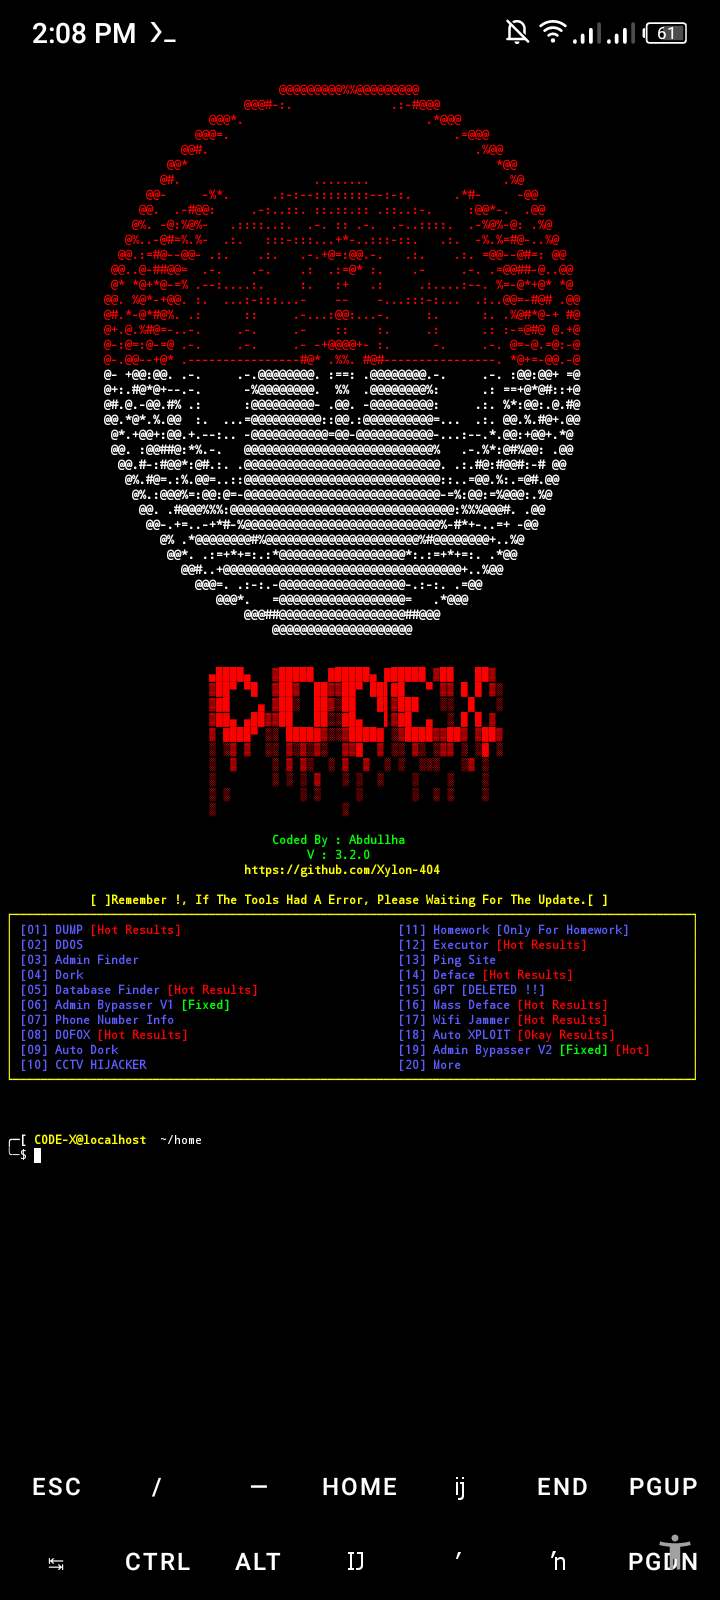 2:08 PM
61
CODEX
Coded By : Abdullha
V : 3.2.0
https://github.com/Xylon-404
[ ]Remember !, If The Tools Had A Error, Please Waiting For The Update.[ ]
[01] DUMP [Hot Results]
[02] DDOS
[03] Admin Finder
[04] Dork
[05] Database Finder [Hot Results]
[06] Admin Bypasser V1 [Fixed]
[07] Phone Number Info
[08] DOFOX [Hot Results]
[09] Auto Dork
[10] CCTV HIJACKER
[11] Homework [Only For Homework]
[12] Executor [Hot Results]
[13] Ping Site
[14] Deface [Hot Results]
[15] GPT [DELETED !!]
[16] Mass Deface [Hot Results]
[17] Wifi Jammer [Hot Results]
[18] Auto XPLOIT [Okay Results]
[19] Admin Bypasser V2 [Fixed] [Hot]
[20] More
[ CODE-X@localhost ~/home
$
ESC / — HOME ij END PGUP
CTRL ALT IJ ʼ ŉ PGDN